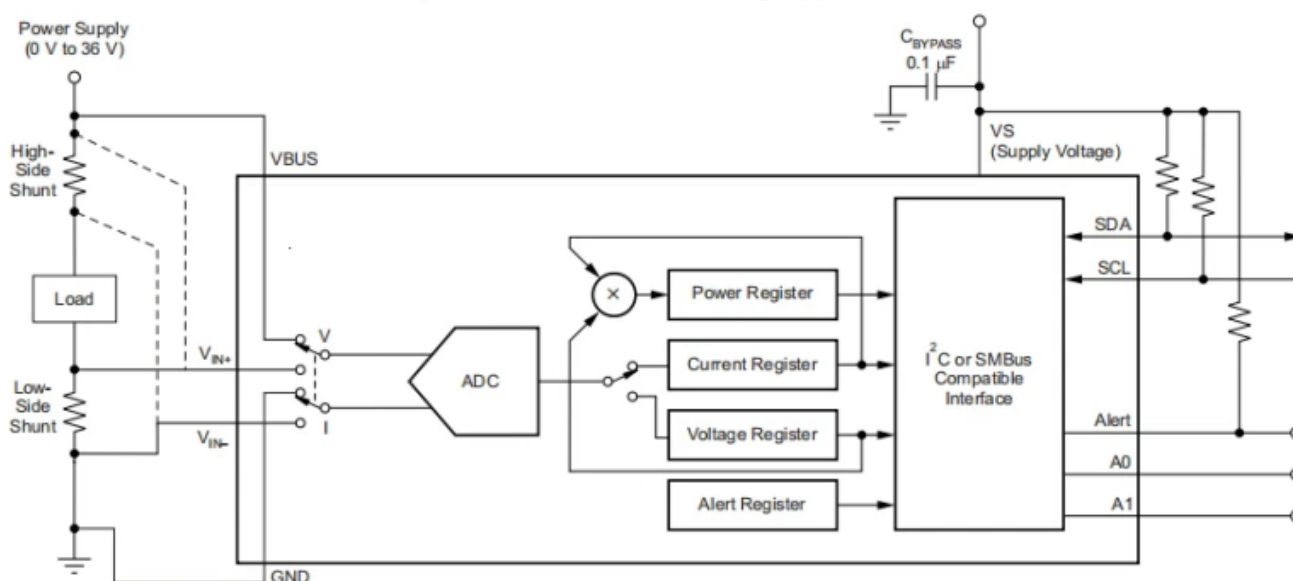 Power Supply
(0 V to 36 V)
C_BYPASS
0.1 µF
VS
(Supply Voltage)
High-
Side
Shunt
VBUS
SDA
SCL
Load
V
×
Power Register
V_IN+
ADC
Current Register
I²C or SMBus
Compatible
Interface
Low-
Side
Shunt
V_IN–
I
Voltage Register
Alert
A0
Alert Register
A1
GND